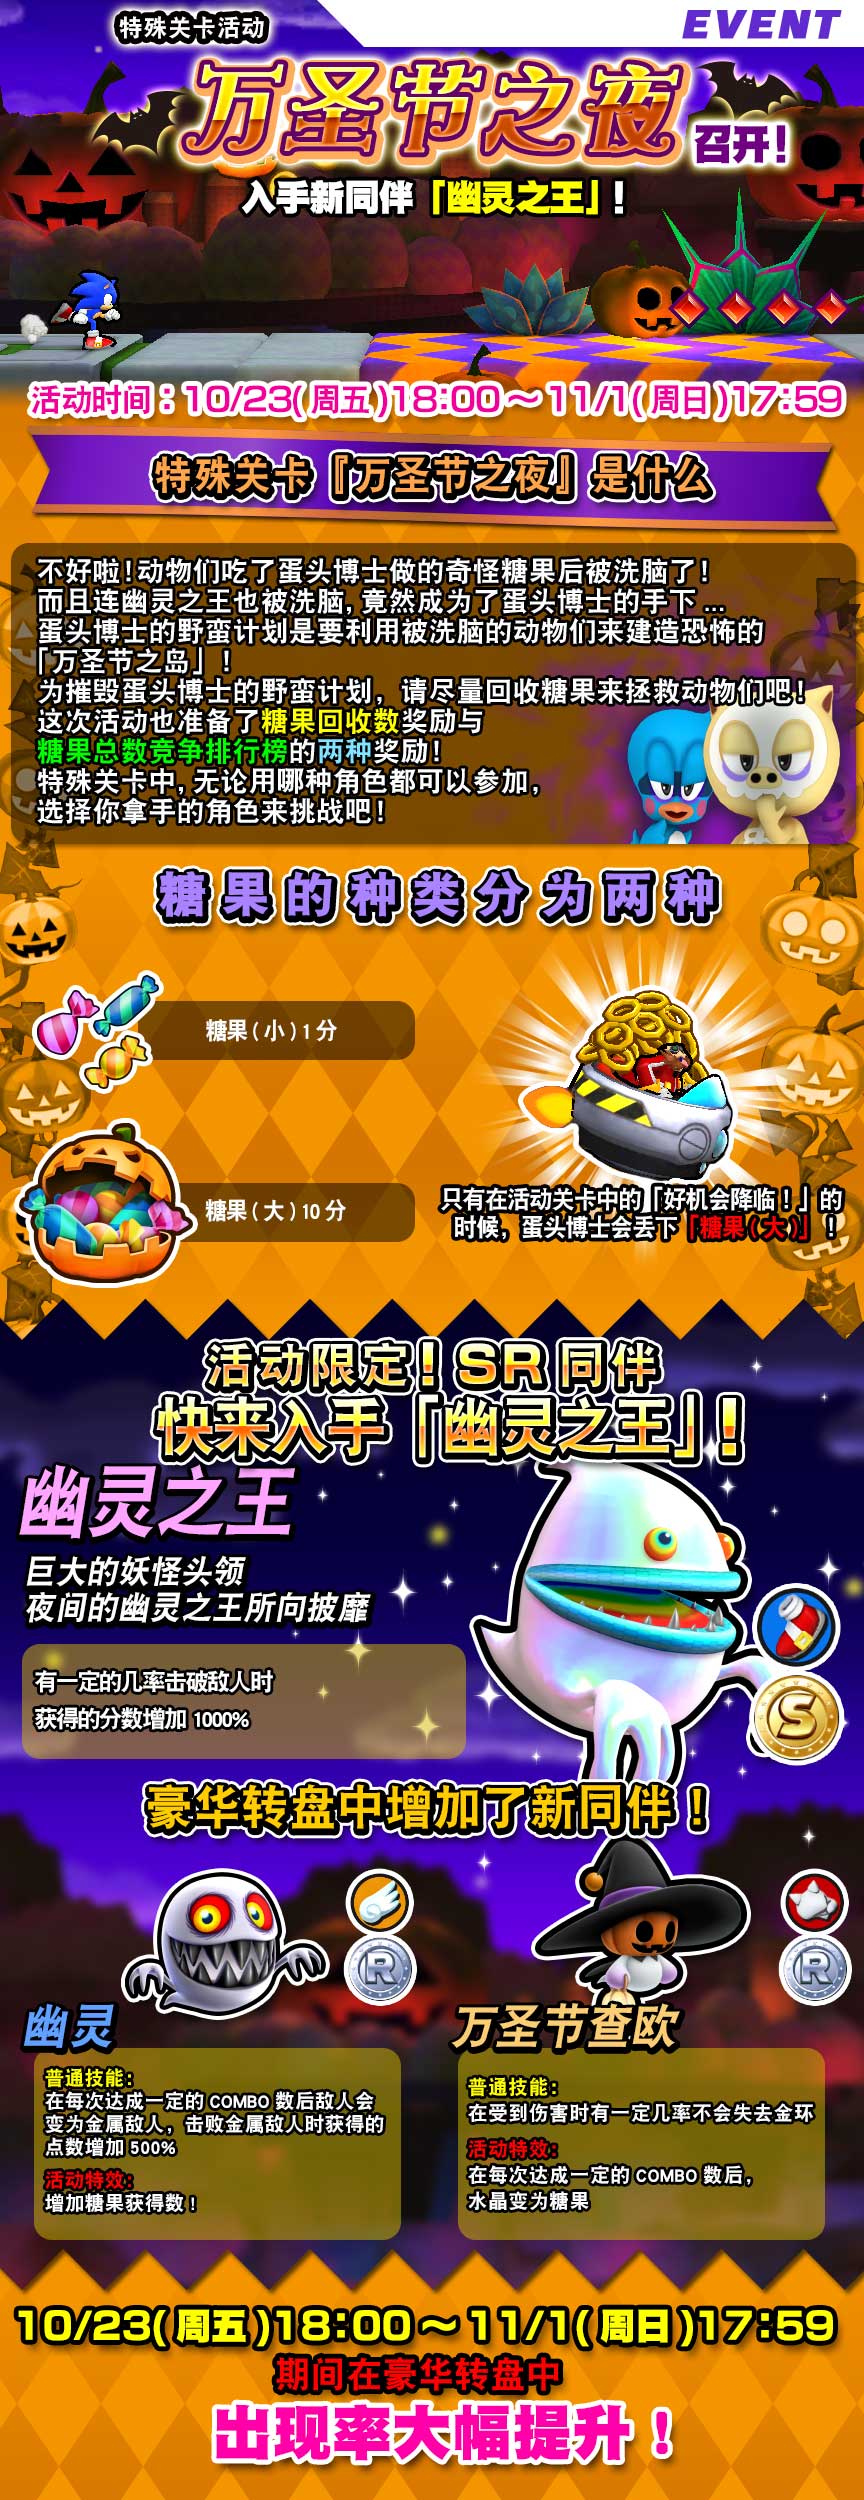 特殊关卡活动
EVENT
万圣节之夜
召开!
入手新同伴「幽灵之王」!
活动时间：10/23(周五)18:00～11/1(周日)17:59
特殊关卡『万圣节之夜』是什么
不好啦!动物们吃了蛋头博士做的奇怪糖果后被洗脑了!
而且连幽灵之王也被洗脑,竟然成为了蛋头博士的手下...
蛋头博士的野蛮计划是要利用被洗脑的动物们来建造恐怖的
「万圣节之岛」!
为摧毁蛋头博士的野蛮计划，请尽量回收糖果来拯救动物们吧!
这次活动也准备了糖果回收数奖励与
糖果总数竞争排行榜的两种奖励!
特殊关卡中,无论用哪种角色都可以参加,
选择你拿手的角色来挑战吧!
糖果的种类分为两种
糖果(小)1分
糖果(大)10分
只有在活动关卡中的「好机会降临!」的
时候，蛋头博士会丢下「糖果(大)」!
活动限定! SR同伴
快来入手「幽灵之王」!
幽灵之王
巨大的妖怪头领
夜间的幽灵之王所向披靡
有一定的几率击破敌人时
获得的分数增加 1000%
S
豪华转盘中增加了新同伴!
R
R
幽灵
普通技能:
在每次达成一定的COMBO数后敌人会
变为金属敌人，击败金属敌人时获得的
点数增加500%
活动特效:
增加糖果获得数!
万圣节查欧
普通技能:
在受到伤害时有一定几率不会失去金环
活动特效:
在每次达成一定的COMBO数后,
水晶变为糖果
10/23(周五)18:00～11/1(周日)17:59
期间在豪华转盘中
出现率大幅提升!